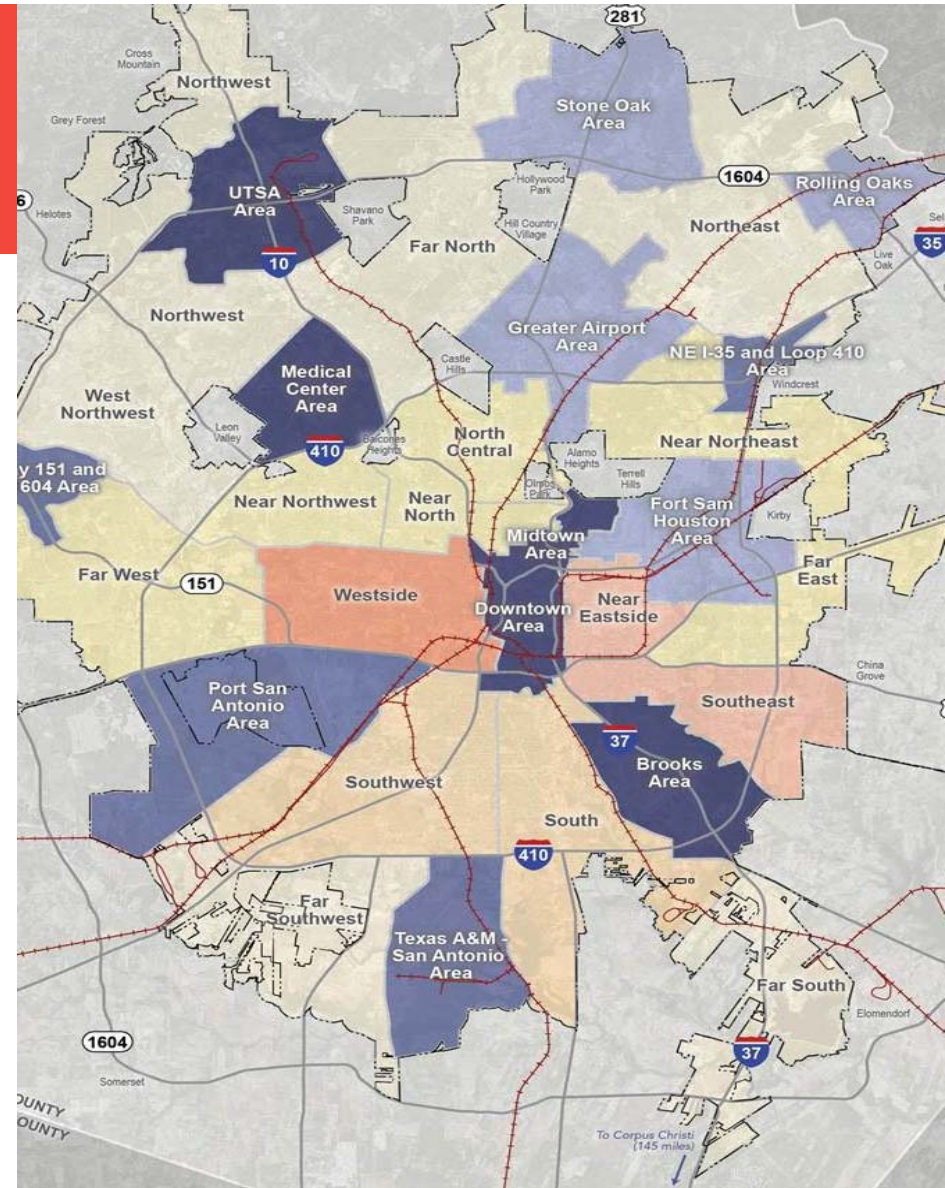 281
Cross
Mountain
Northwest
Stone Oak
Area
Grey Forest
1604
Hollywood
Park
Rolling Oaks
Area
UTSA
Area
6
Helotes
Shavano
Park
Hill Country
Village
Northeast
Far North
35
Live
Oak
10
Northwest
Greater Airport
Area
NE I-35 and Loop 410
Area
Castle
Hills
Medical
Center
Area
Windcrest
West
Northwest
Leon
Valley
North
Central
Near Northeast
410
Balcones
Heights
Alamo
Heights
Terrell
Hills
y 151 and
604 Area
Olmos
Park
Near Northwest
Near
North
Fort Sam
Houston
Area
Kirby
Midtown
Area
Far West
151
Far
East
Westside
Downtown
Area
Near
Eastside
China
Grove
Port San
Antonio
Area
Southeast
37
Brooks
Area
Southwest
South
410
Far
Southwest
Texas A&M -
San Antonio
Area
Far South
Elomendorf
1604
37
Somerset
OUNTY
OUNTY
To Corpus Christi
(145 miles)